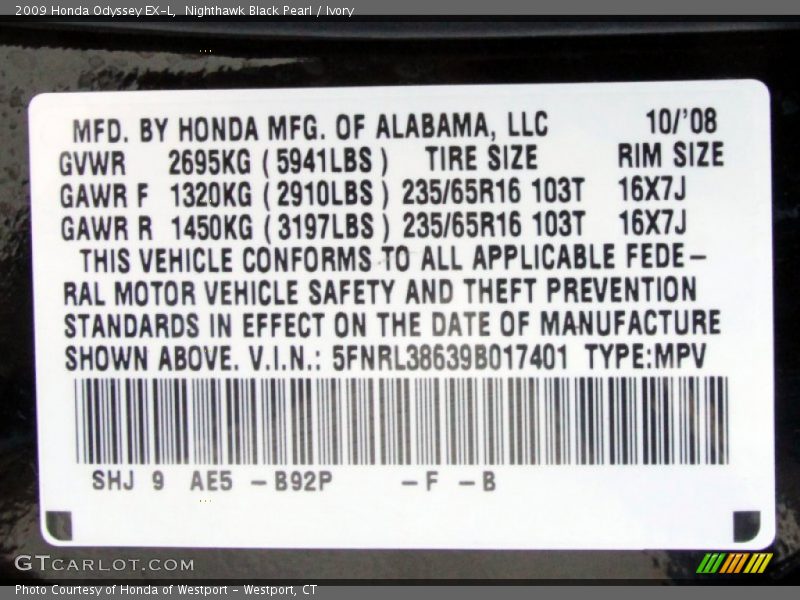 2009 Honda Odyssey EX-L, Nighthawk Black Pearl / Ivory
MFD. BY HONDA MFG. OF ALABAMA, LLC 10/'08
GVWR 2695KG (5941LBS) TIRE SIZE RIM SIZE
GAWR F 1320KG (2910LBS) 235/65R16 103T 16X7J
GAWR R 1450KG (3197LBS) 235/65R16 103T 16X7J
THIS VEHICLE CONFORMS TO ALL APPLICABLE FEDE-
RAL MOTOR VEHICLE SAFETY AND THEFT PREVENTION
STANDARDS IN EFFECT ON THE DATE OF MANUFACTURE
SHOWN ABOVE. V.I.N.: 5FNRL38639B017401 TYPE:MPV
SHJ 9 AE5 -B92P -F -B
GTCARLOT.COM
Photo Courtesy of Honda of Westport - Westport, CT